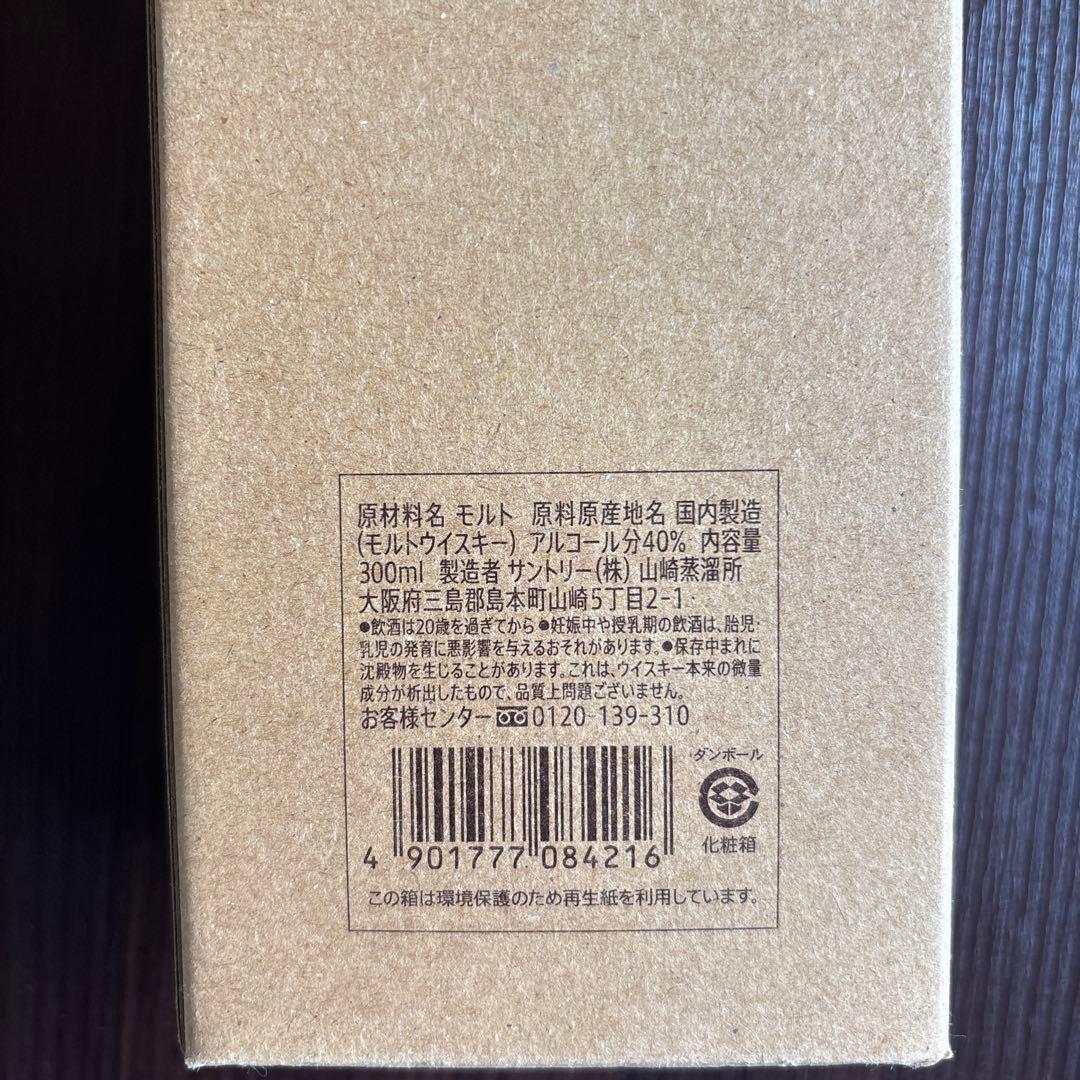 原材料名 モルト 原料原産地名 国内製造
(モルトウイスキー) アルコール分40% 内容量
300ml 製造者 サントリー(株) 山崎蒸溜所
大阪府三島郡島本町山崎5丁目2-1
●飲酒は20歳を過ぎてから ●妊娠中や授乳期の飲酒は、胎児・
乳児の発育に悪影響を与えるおそれがあります。●保存中まれに
沈殿物を生じることがあります。これは、ウイスキー本来の微量
成分が析出したもので、品質上問題ございません。
お客様センター 0120-139-310
ダンボール
化粧箱
4 901777 084216
この箱は環境保護のため再生紙を利用しています。